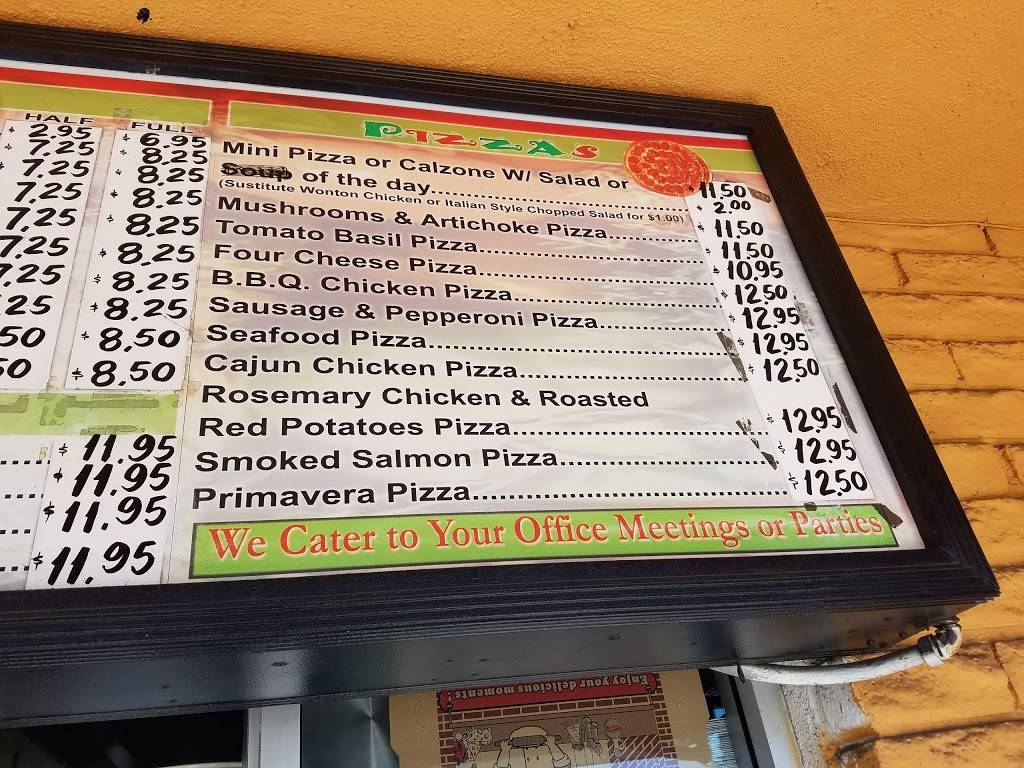 HALF FULL
$ 2.95 $ 6.95
$ 7.25 $ 8.25
$ 7.25 $ 8.25
7.25 $ 8.25
7.25 $ 8.25
7.25 $ 8.25
7.25 $ 8.25
.25 $ 8.25
50 $ 8.50
50 $ 8.50
$ 11.95
$ 11.95
$ 11.95
$ 11.95
PIZZAS
Mini Pizza or Calzone W/ Salad or
Soup of the day.......... $ 11.50
(Sustitute Wonton Chicken or Italian Style Chopped Salad for $1.00) $ 2.00
Mushrooms & Artichoke Pizza.......... $ 11.50
Tomato Basil Pizza.......... $ 11.50
Four Cheese Pizza.......... $ 10.95
B.B.Q. Chicken Pizza.......... $ 12.50
Sausage & Pepperoni Pizza.......... $ 12.95
Seafood Pizza.......... $ 12.95
Cajun Chicken Pizza.......... $ 12.50
Rosemary Chicken & Roasted
Red Potatoes Pizza.......... $ 12.95
Smoked Salmon Pizza.......... $ 12.95
Primavera Pizza.......... $ 12.50
We Cater to Your Office Meetings or Parties
Enjoy your delicious moments!